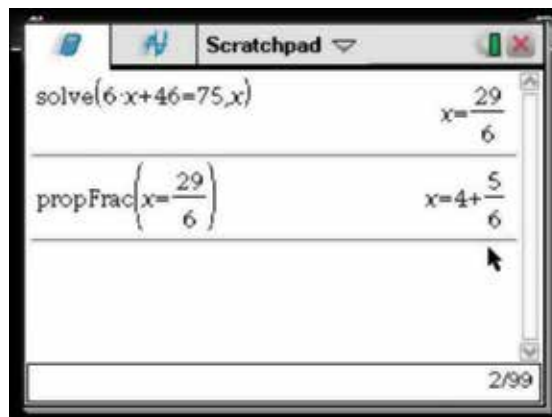 Scratchpad
solve(6·x+46=75,x)
x=29/6
propFrac(x=29/6)
x=4+5/6
2/99